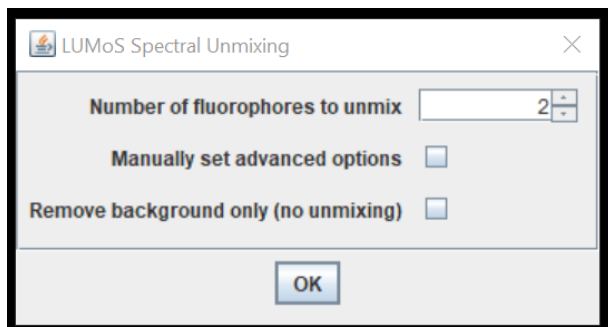 LUMoS Spectral Unmixing
Number of fluorophores to unmix 2
Manually set advanced options
Remove background only (no unmixing)
OK